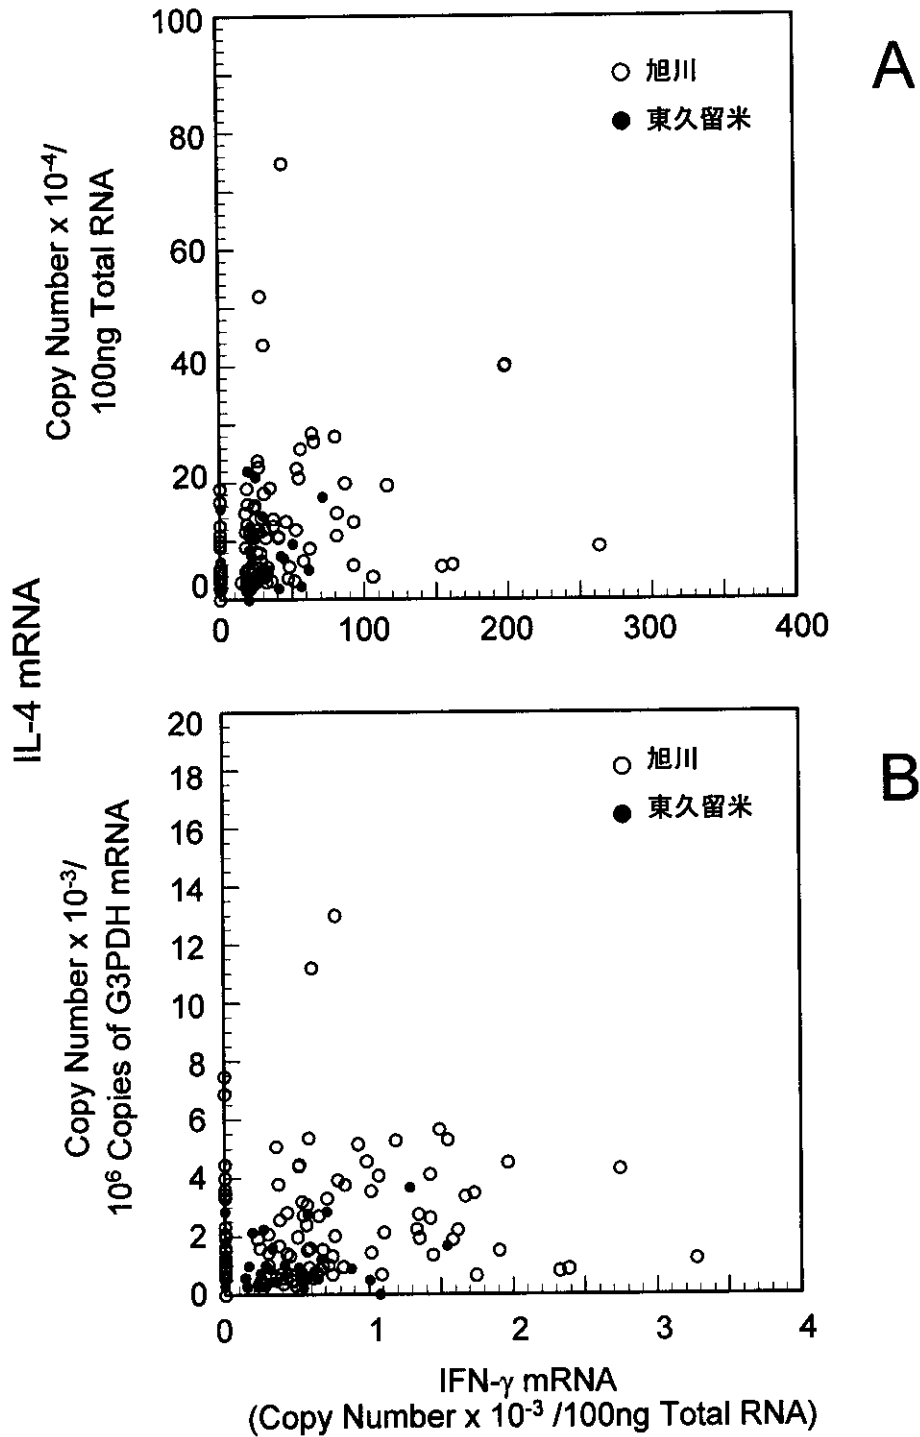 A
100
80
60
40
20
0
0 100 200 300 400
○ 旭川
● 東久留米
Copy Number x 10⁻⁴/
100ng Total RNA
IL-4 mRNA
B
20
18
16
14
12
10
8
6
4
2
0
0 1 2 3 4
○ 旭川
● 東久留米
Copy Number x 10⁻³/
10⁶ Copies of G3PDH mRNA
IFN-γ mRNA
(Copy Number x 10⁻³ /100ng Total RNA)